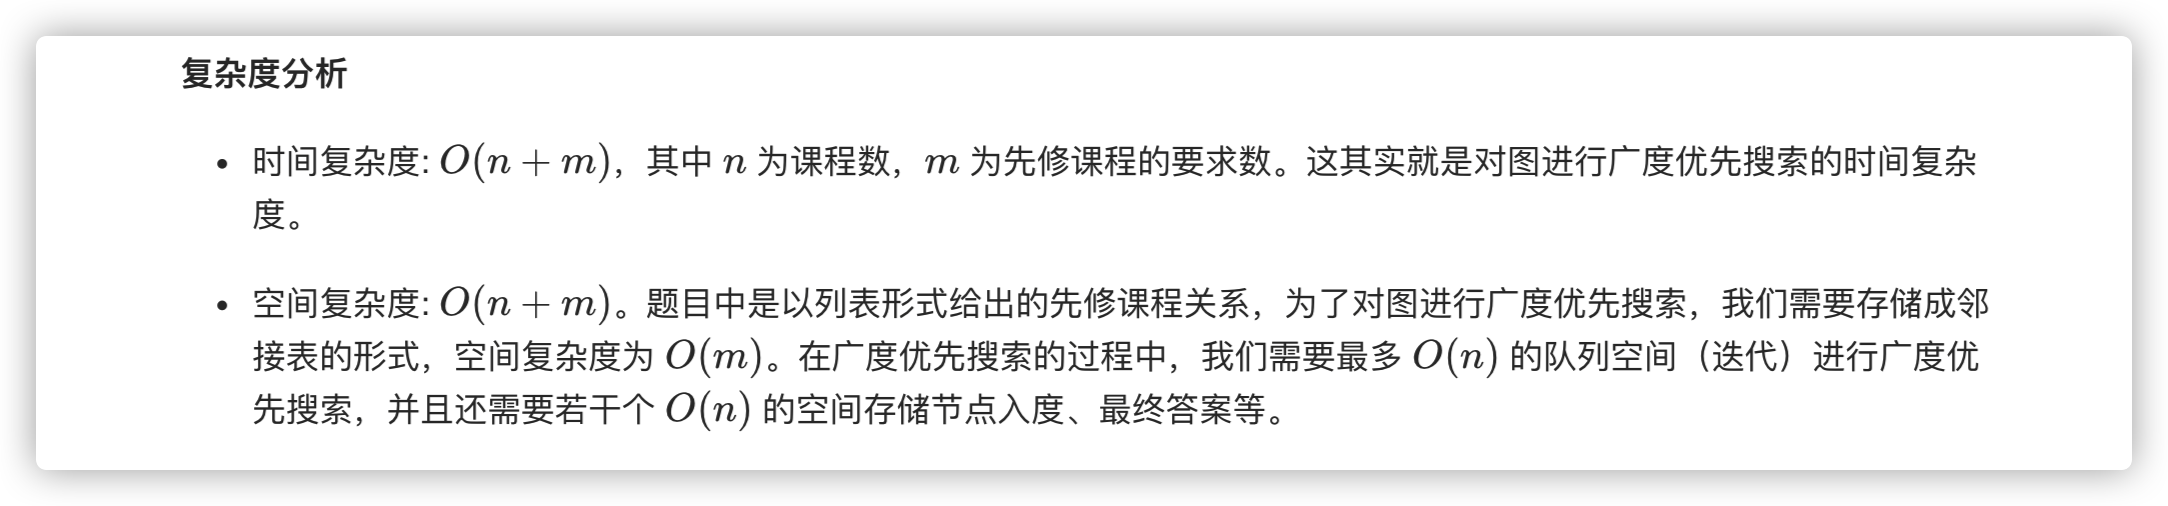 复杂度分析
• 时间复杂度: O(n + m)，其中 n 为课程数，m 为先修课程的要求数。这其实就是对图进行广度优先搜索的时间复杂
度。
• 空间复杂度: O(n + m)。题目中是以列表形式给出的先修课程关系，为了对图进行广度优先搜索，我们需要存储成邻
接表的形式，空间复杂度为 O(m)。在广度优先搜索的过程中，我们需要最多 O(n) 的队列空间（迭代）进行广度优
先搜索，并且还需要若干个 O(n) 的空间存储节点入度、最终答案等。